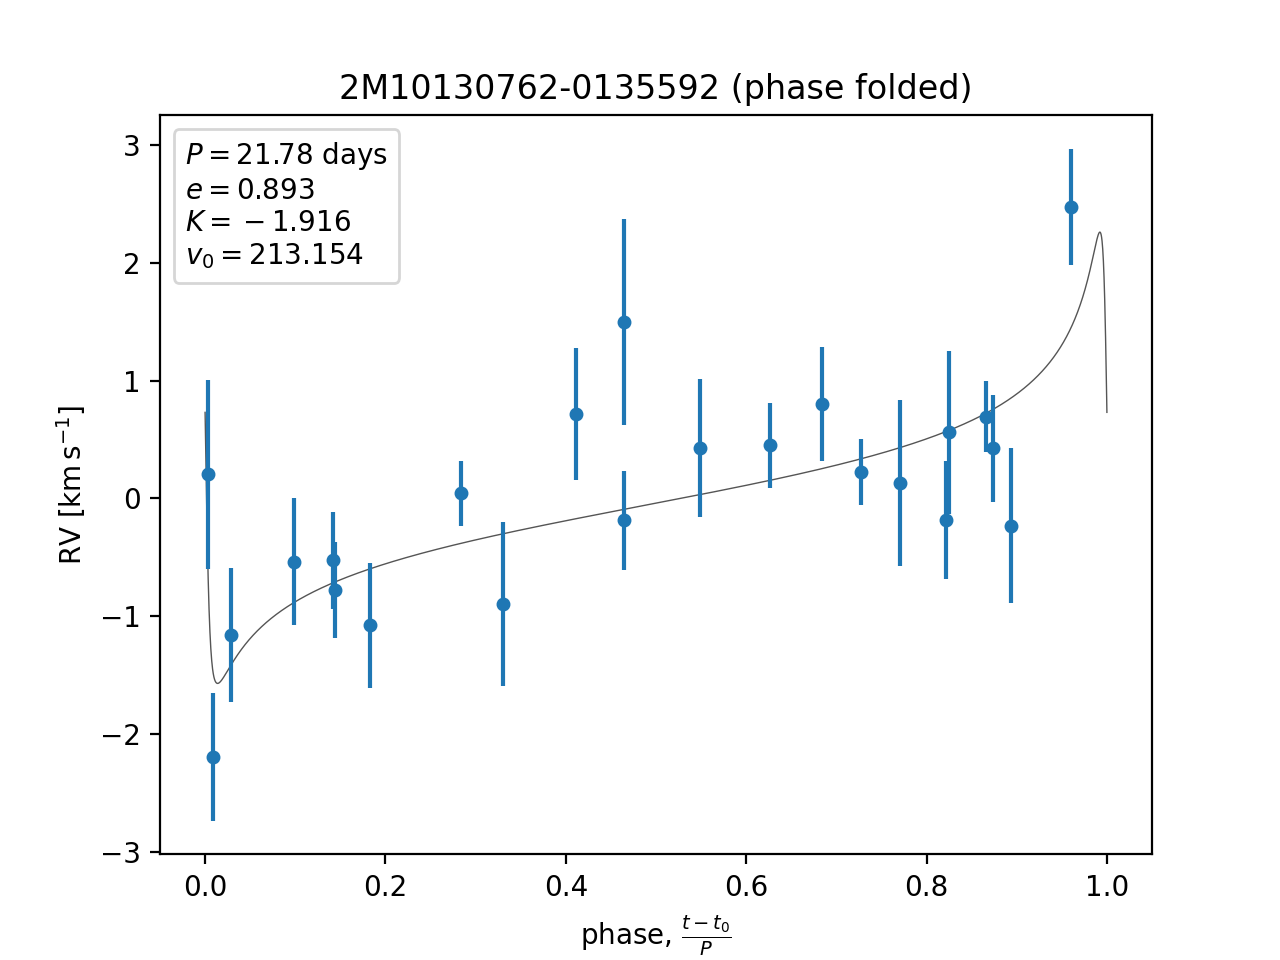 2M10130762-0135592 (phase folded)
P = 21.78 days
e = 0.893
K = −1.916
v₀ = 213.154
3
2
1
0
−1
−2
−3
RV [km s⁻¹]
0.0 0.2 0.4 0.6 0.8 1.0
phase, (t − t₀)/P